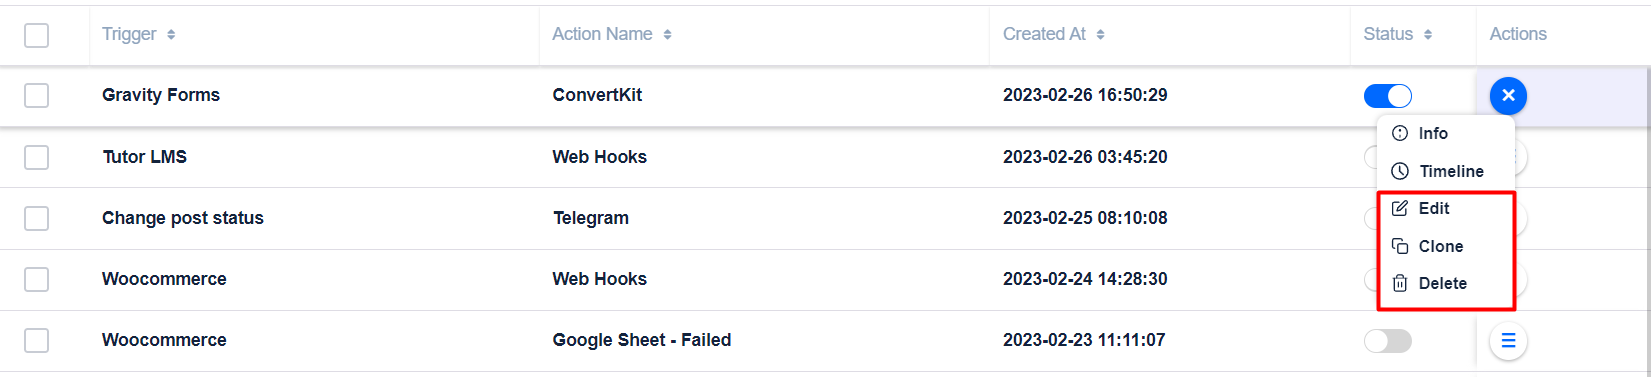 Trigger Action Name Created At Status Actions
Gravity Forms ConvertKit 2023-02-26 16:50:29
Info
Tutor LMS Web Hooks 2023-02-26 03:45:20
Timeline
Edit
Change post status Telegram 2023-02-25 08:10:08
Clone
Woocommerce Web Hooks 2023-02-24 14:28:30
Delete
Woocommerce Google Sheet - Failed 2023-02-23 11:11:07